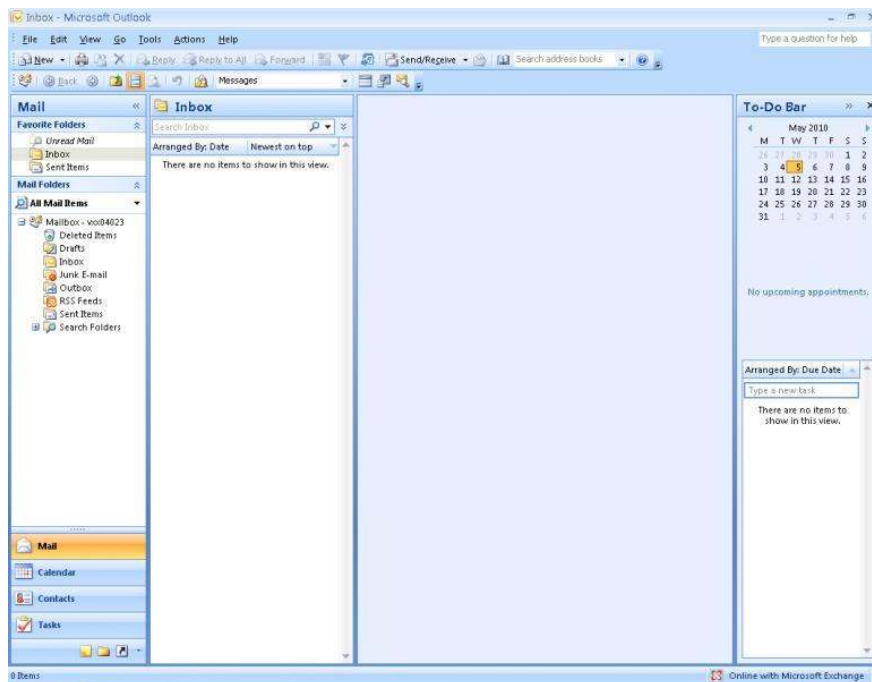 Inbox - Microsoft Outlook
File Edit View Go Tools Actions Help
Type a question for help
New Reply Reply to All Forward Send/Receive Search address books
Back Messages
Mail
Favorite Folders
Unread Mail
Inbox
Sent Items
Mail Folders
All Mail Items
Deleted Items
Drafts
Inbox
Junk E-mail
Outbox
RSS Feeds
Sent Items
Search Folders
Mail
Calendar
Contacts
Tasks
Inbox
Search Inbox
Arranged By: Date Newest on top
There are no items to show in this view.
To-Do Bar
May 2010
M T W T F S S
26 27 28 29 30 1 2
3 4 5 6 7 8 9
10 11 12 13 14 15 16
17 18 19 20 21 22 23
24 25 26 27 28 29 30
31 1 2 3 4 5 6
No upcoming appointments.
Arranged By: Due Date
Type a new task
There are no items to
show in this view.
0 Items
Online with Microsoft Exchange